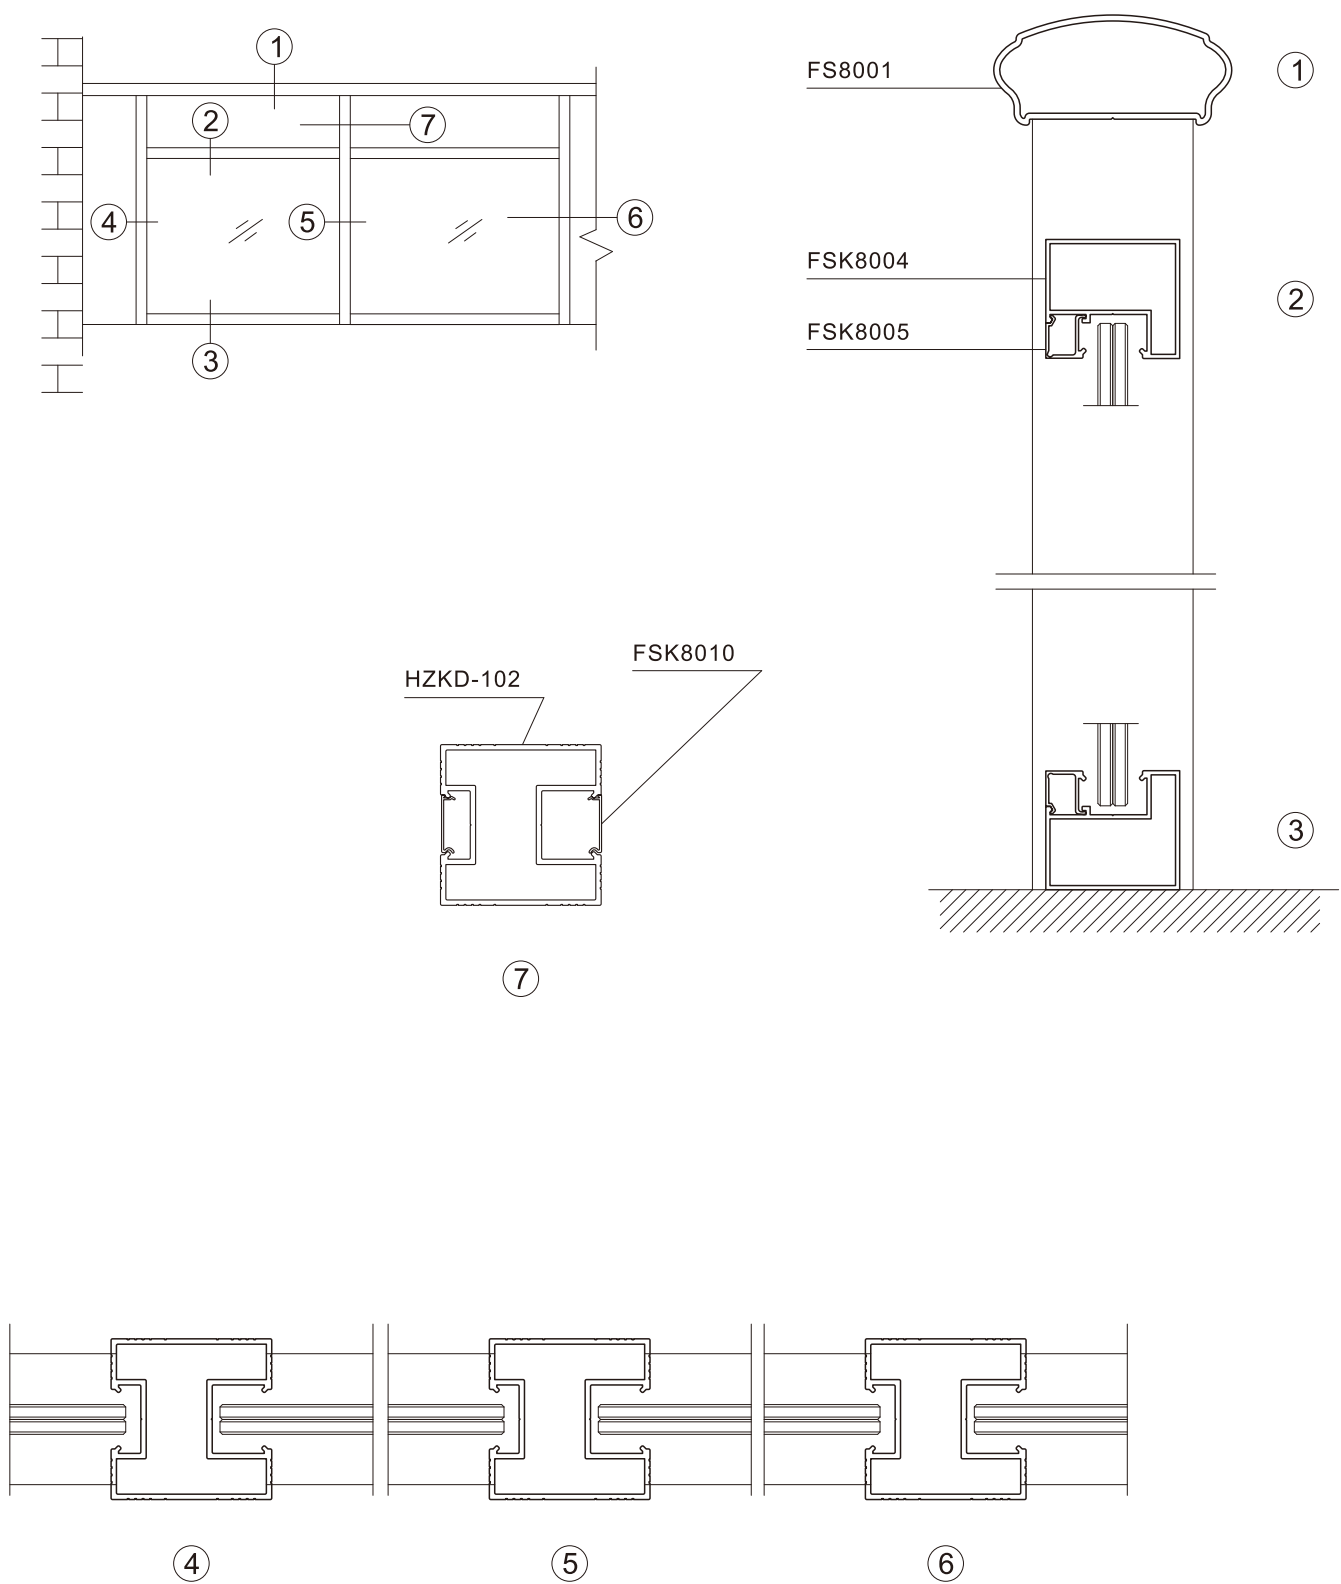 ①
②
⑦
④
⑤
⑥
③
FS8001
①
FSK8004
②
FSK8005
FSK8010
HZKD-102
③
⑦
④
⑤
⑥